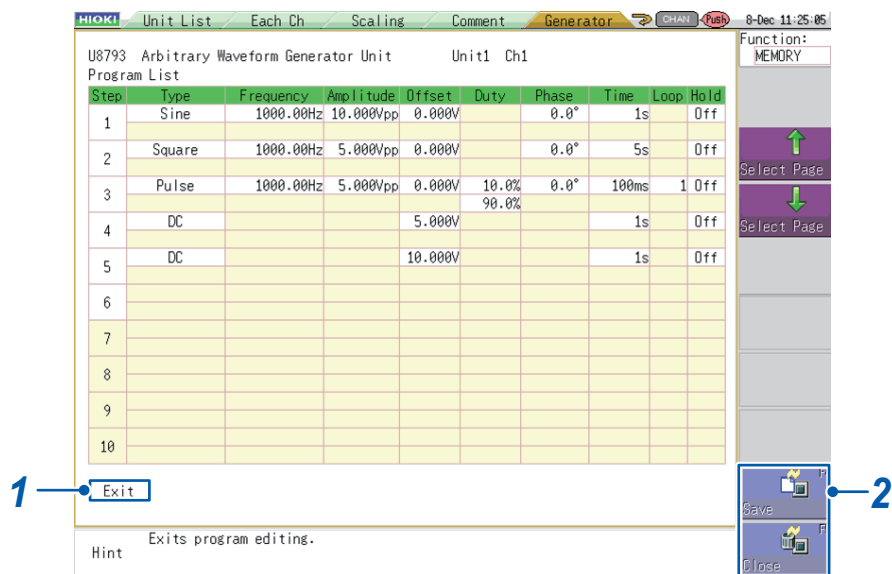 HIOKI Unit List Each Ch Scaling Comment Generator CHAN Push 8-Dec 11:25:05
Function:
MEMORY
U8793 Arbitrary Waveform Generator Unit Unit1 Ch1
Program List
Step Type Frequency Amplitude Offset Duty Phase Time Loop Hold
1 Sine 1000.00Hz 10.000Vpp 0.000V 0.0° 1s Off
2 Square 1000.00Hz 5.000Vpp 0.000V 0.0° 5s Off
Select Page
3 Pulse 1000.00Hz 5.000Vpp 0.000V 10.0% 0.0° 100ms 1 Off
90.0%
4 DC 5.000V 1s Off
Select Page
5 DC 10.000V 1s Off
6
7
8
9
10
1 Exit
2
P
Save
Hint Exits program editing.
Close